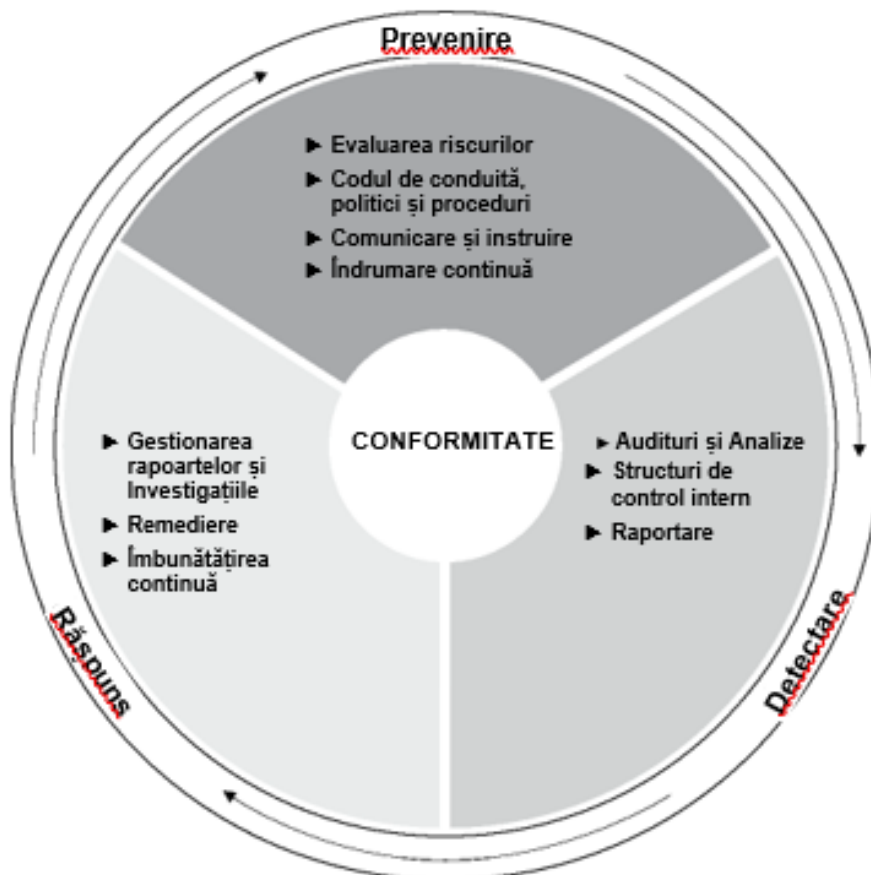 Prevenire
► Evaluarea riscurilor
► Codul de conduită,
politici și proceduri
► Comunicare și instruire
► Îndrumare continuă
CONFORMITATE
► Audituri și Analize
► Structuri de
control intern
► Raportare
Detectare
► Gestionarea
rapoartelor și
Investigațiile
► Remediere
► Îmbunătățirea
continuă
Răspuns